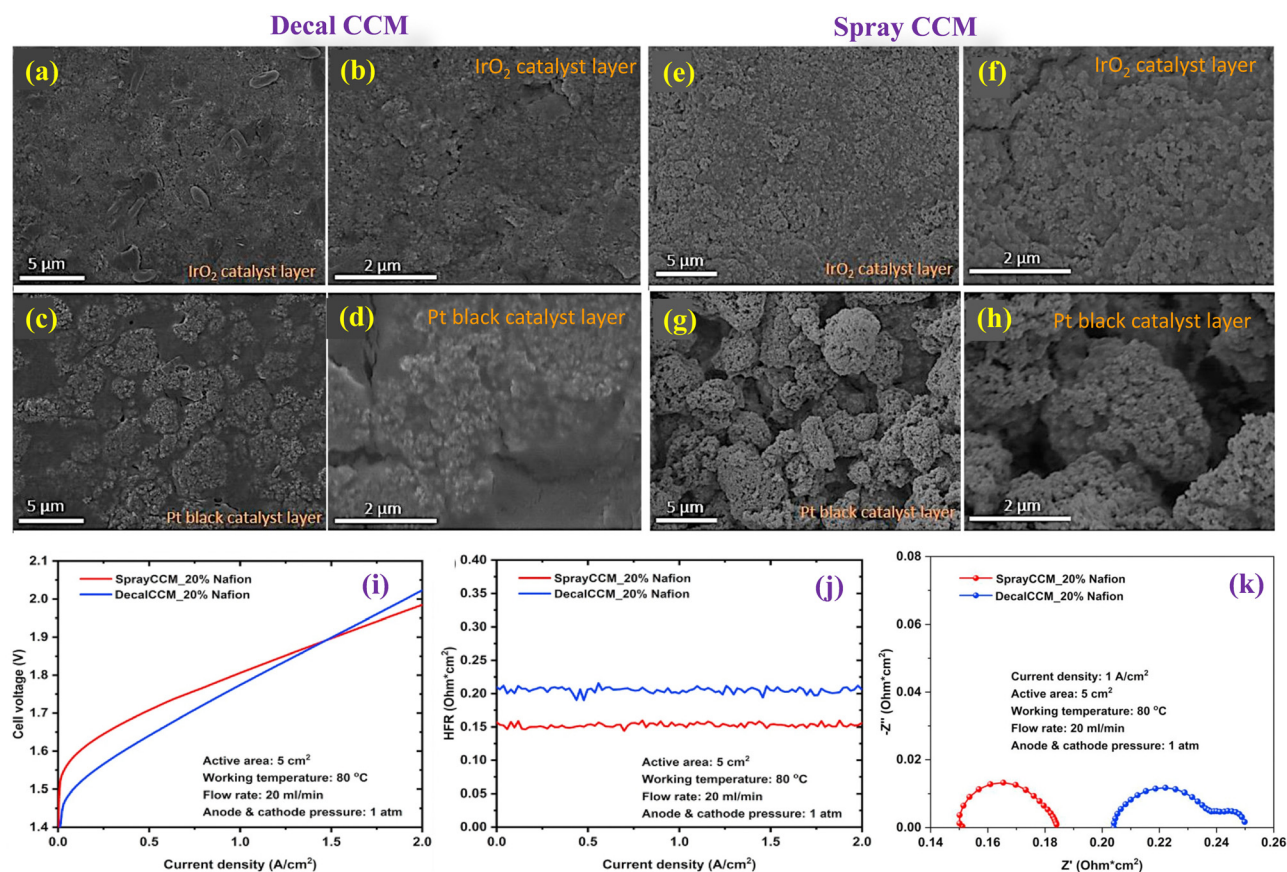 Decal CCM
Spray CCM
(a)
5 µm
IrO₂ catalyst layer
(b)
IrO₂ catalyst layer
2 µm
(e)
5 µm
IrO₂ catalyst layer
(f)
IrO₂ catalyst layer
2 µm
(c)
5 µm
Pt black catalyst layer
(d)
Pt black catalyst layer
2 µm
(g)
5 µm
Pt black catalyst layer
(h)
Pt black catalyst layer
2 µm
(i)
SprayCCM_20% Nafion
DecalCCM_20% Nafion
Cell voltage (V)
2.1
2.0
1.9
1.8
1.7
1.6
1.5
1.4
Active area: 5 cm²
Working temperature: 80 °C
Flow rate: 20 ml/min
Anode & cathode pressure: 1 atm
0.0 0.5 1.0 1.5 2.0
Current density (A/cm²)
(j)
SprayCCM_20% Nafion
DecalCCM_20% Nafion
HFR (Ohm*cm²)
0.40
0.35
0.30
0.25
0.20
0.15
0.10
0.05
0.00
Active area: 5 cm²
Working temperature: 80 °C
Flow rate: 20 ml/min
Anode & cathode pressure: 1 atm
0.0 0.5 1.0 1.5 2.0
Current density (A/cm²)
(k)
SprayCCM_20% Nafion
DecalCCM_20% Nafion
-Z'' (Ohm*cm²)
0.08
0.06
0.04
0.02
0.00
Current density: 1 A/cm²
Active area: 5 cm²
Working temperature: 80 °C
Flow rate: 20 ml/min
Anode & cathode pressure: 1 atm
0.14 0.16 0.18 0.20 0.22 0.24 0.26
Z' (Ohm*cm²)